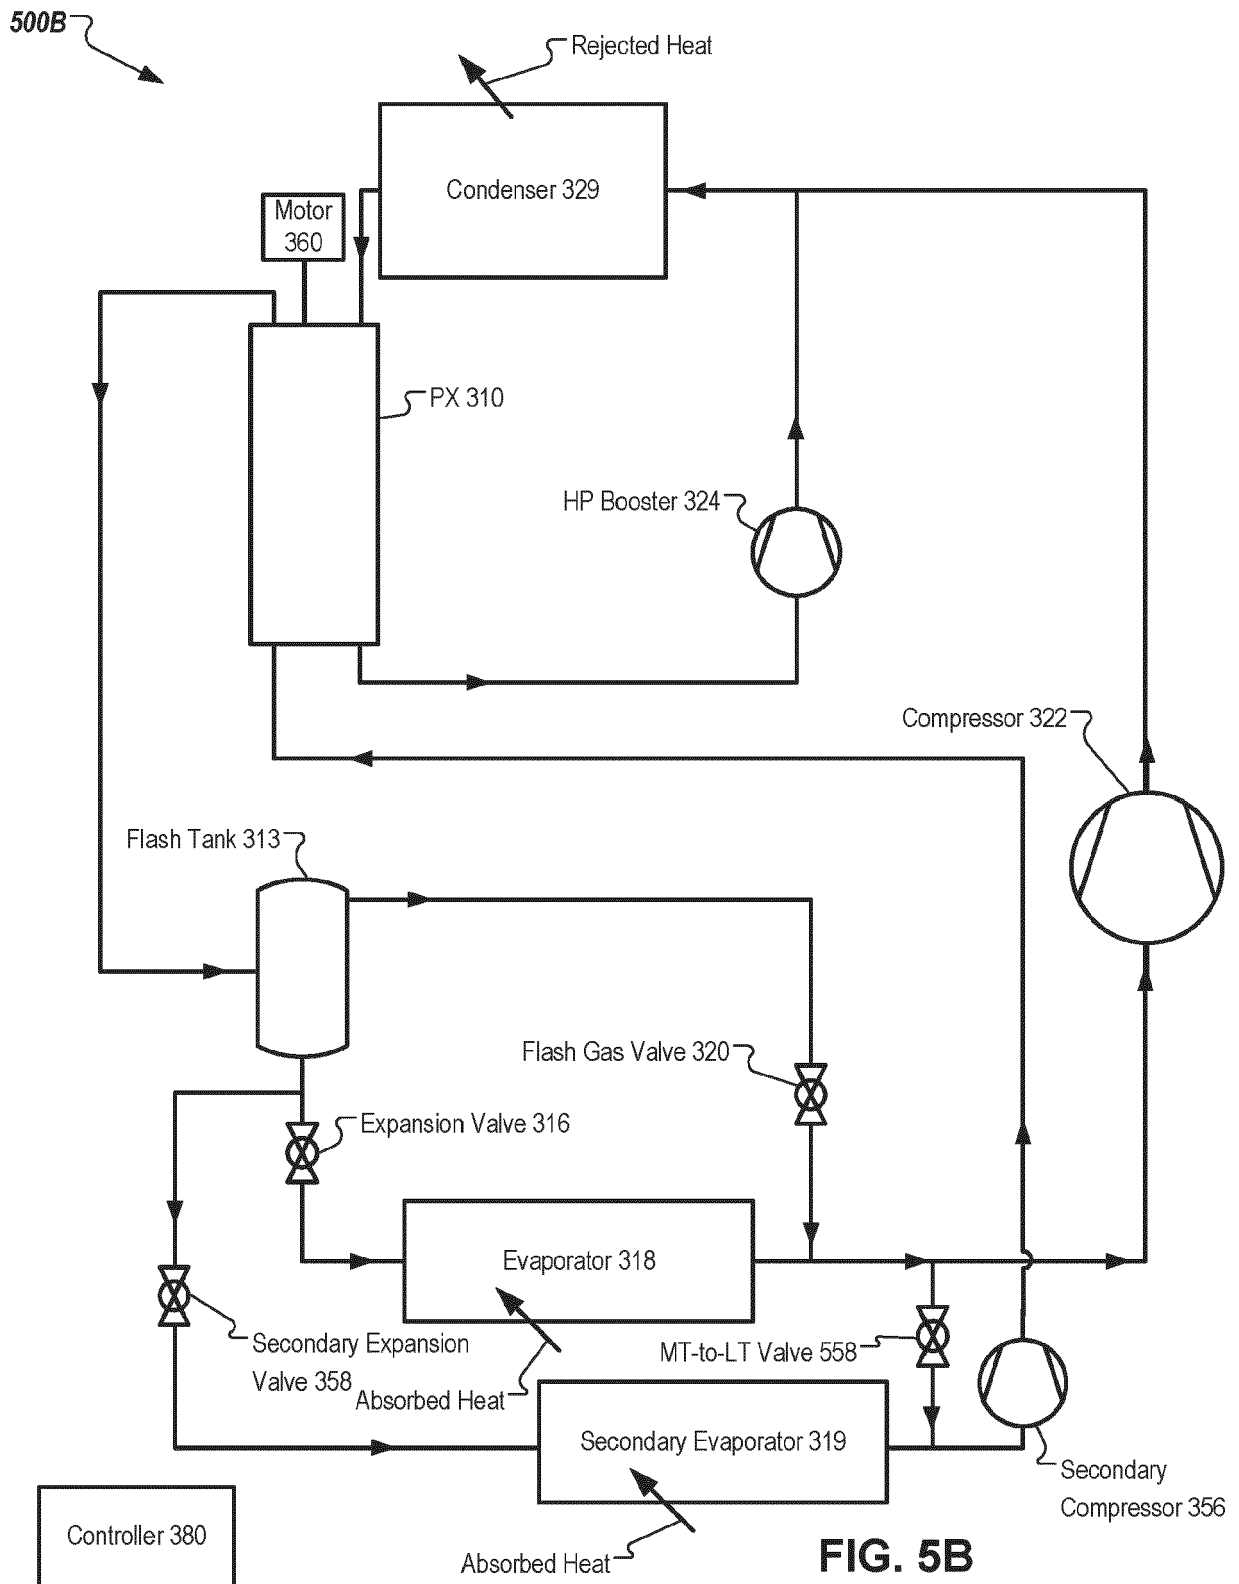 500B
Rejected Heat
Condenser 329
Motor
360
PX 310
HP Booster 324
Compressor 322
Flash Tank 313
Flash Gas Valve 320
Expansion Valve 316
Evaporator 318
Secondary Expansion
Valve 358
MT-to-LT Valve 558
Absorbed Heat
Secondary Evaporator 319
Secondary
Compressor 356
Controller 380
Absorbed Heat
FIG. 5B